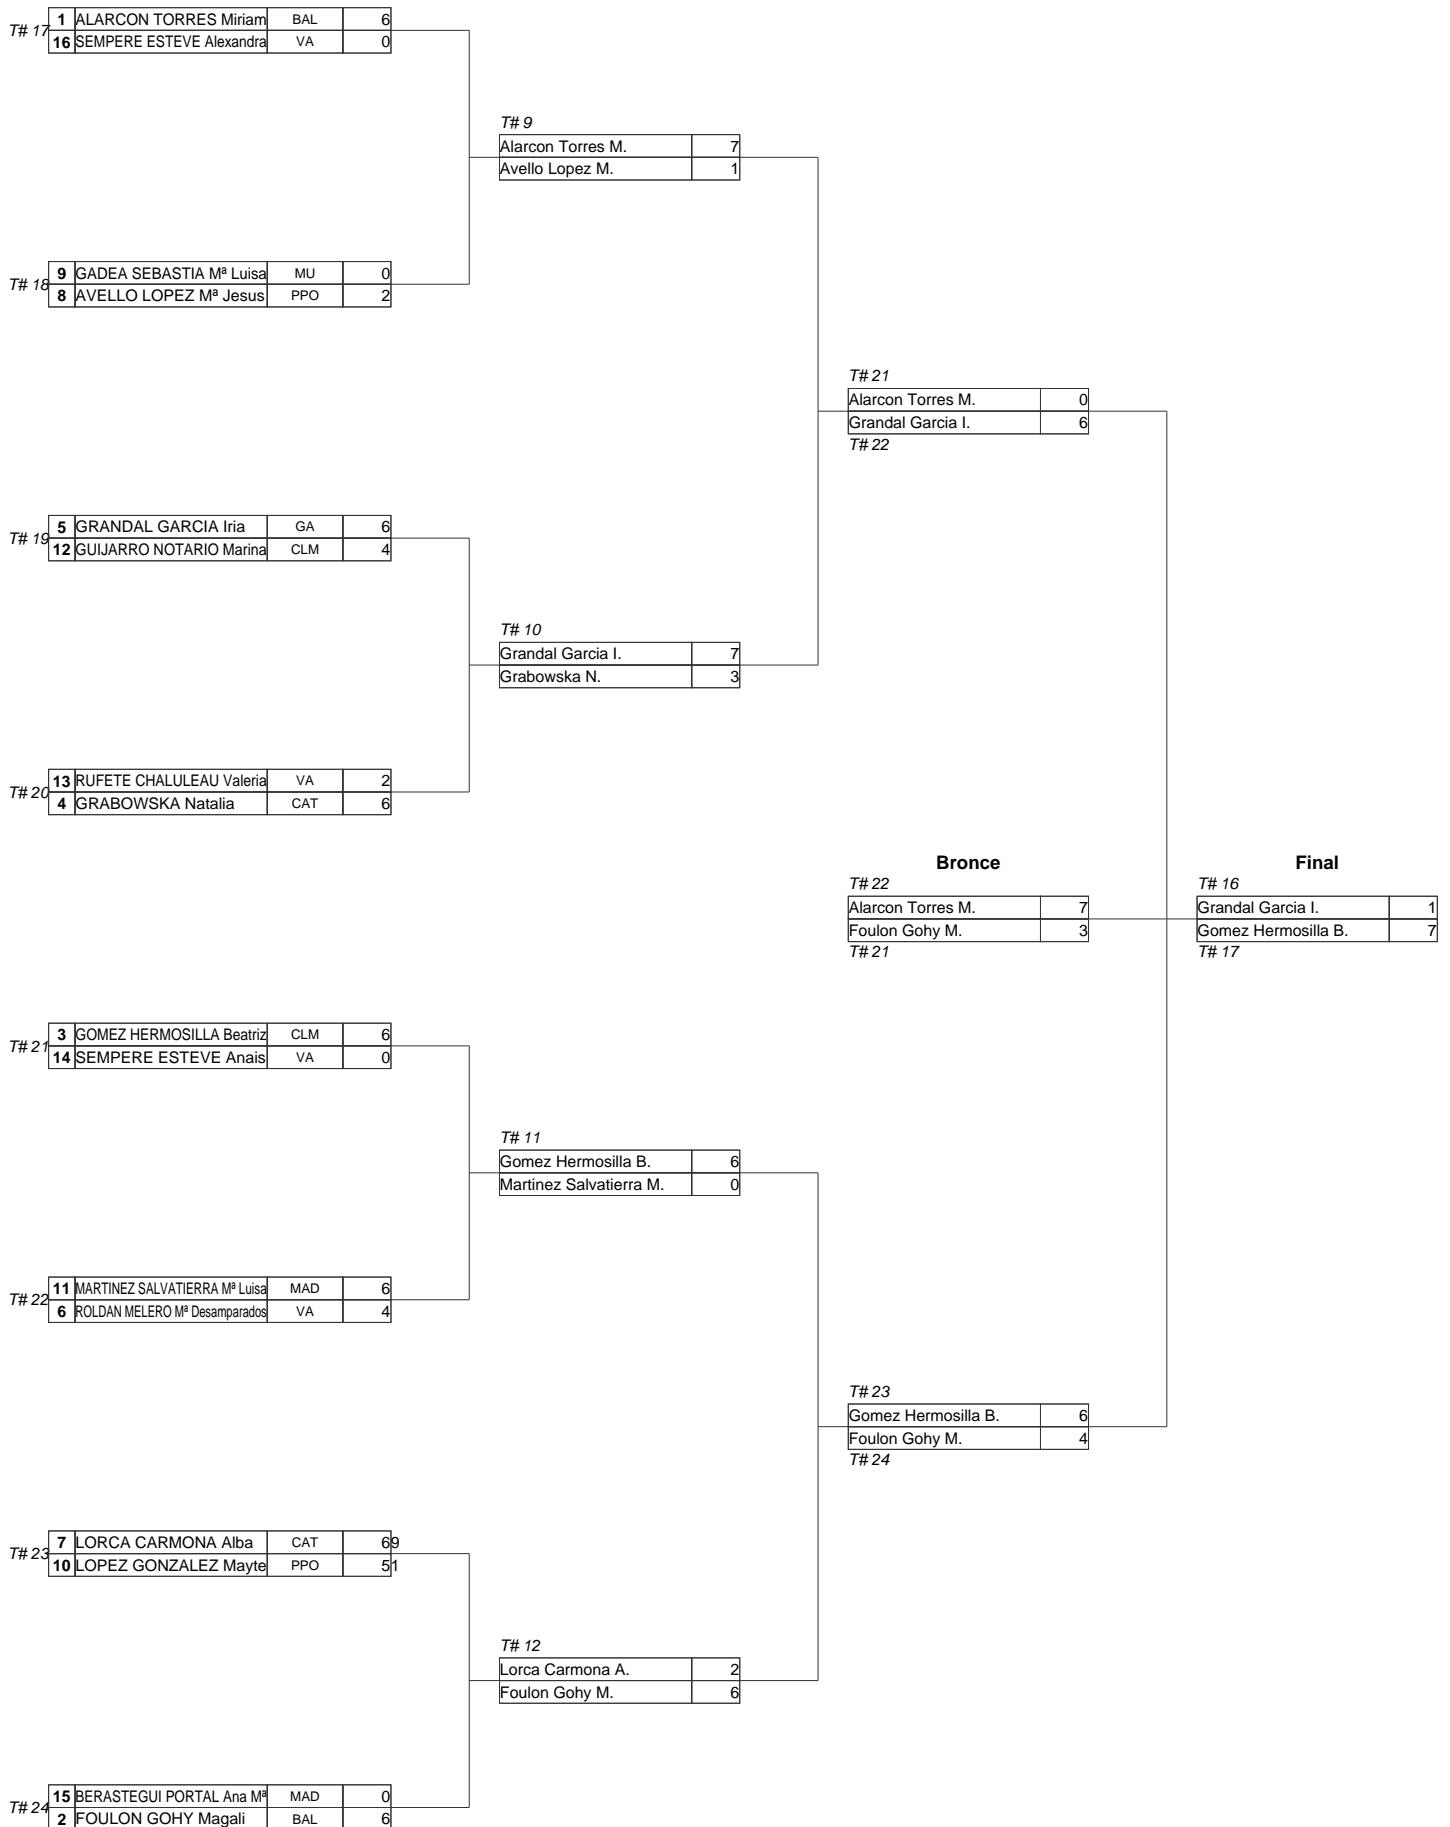 T# 17
1 ALARCON TORRES Miriam BAL 6
16 SEMPERE ESTEVE Alexandra VA 0
T# 9
Alarcon Torres M. 7
Avello Lopez M. 1
T# 18
9 GADEA SEBASTIA Mª Luisa MU 0
8 AVELLO LOPEZ Mª Jesus PPO 2
T# 21
Alarcon Torres M. 0
Grandal Garcia I. 6
T# 22
T# 19
5 GRANDAL GARCIA Iria GA 6
12 GUIJARRO NOTARIO Marina CLM 4
T# 10
Grandal Garcia I. 7
Grabowska N. 3
T# 20
13 RUFETE CHALULEAU Valeria VA 2
4 GRABOWSKA Natalia CAT 6
Bronce
T# 22
Alarcon Torres M. 7
Foulon Gohy M. 3
T# 21
Final
T# 16
Grandal Garcia I. 1
Gomez Hermosilla B. 7
T# 17
T# 21
3 GOMEZ HERMOSILLA Beatriz CLM 6
14 SEMPERE ESTEVE Anais VA 0
T# 11
Gomez Hermosilla B. 6
Martinez Salvatierra M. 0
T# 22
11 MARTINEZ SALVATIERRA Mª Luisa MAD 6
6 ROLDAN MELERO Mª Desamparados VA 4
T# 23
Gomez Hermosilla B. 6
Foulon Gohy M. 4
T# 24
T# 23
7 LORCA CARMONA Alba CAT 6 9
10 LOPEZ GONZALEZ Mayte PPO 5 1
T# 12
Lorca Carmona A. 2
Foulon Gohy M. 6
T# 24
15 BERASTEGUI PORTAL Ana Mª MAD 0
2 FOULON GOHY Magali BAL 6